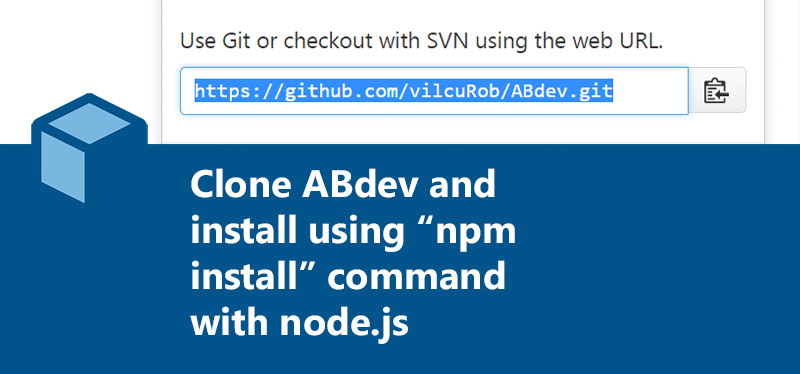 Use Git or checkout with SVN using the web URL.
https://github.com/vilcuRob/ABdev.git
Clone ABdev and
install using “npm
install” command
with node.js